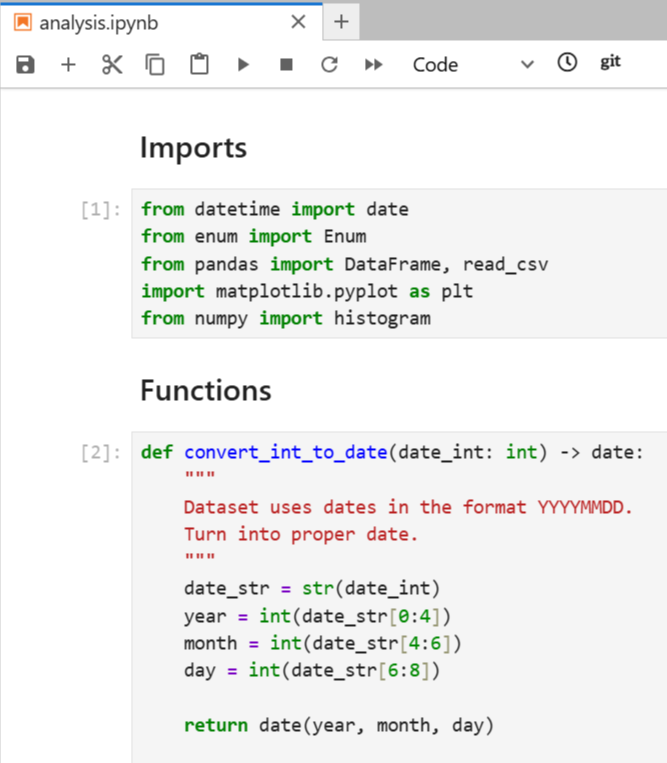 analysis.ipynb
Code
git
Imports
[1]:
from datetime import date
from enum import Enum
from pandas import DataFrame, read_csv
import matplotlib.pyplot as plt
from numpy import histogram
Functions
[2]:
def convert_int_to_date(date_int: int) -> date:
    """
    Dataset uses dates in the format YYYYMMDD.
    Turn into proper date.
    """
    date_str = str(date_int)
    year = int(date_str[0:4])
    month = int(date_str[4:6])
    day = int(date_str[6:8])
    return date(year, month, day)